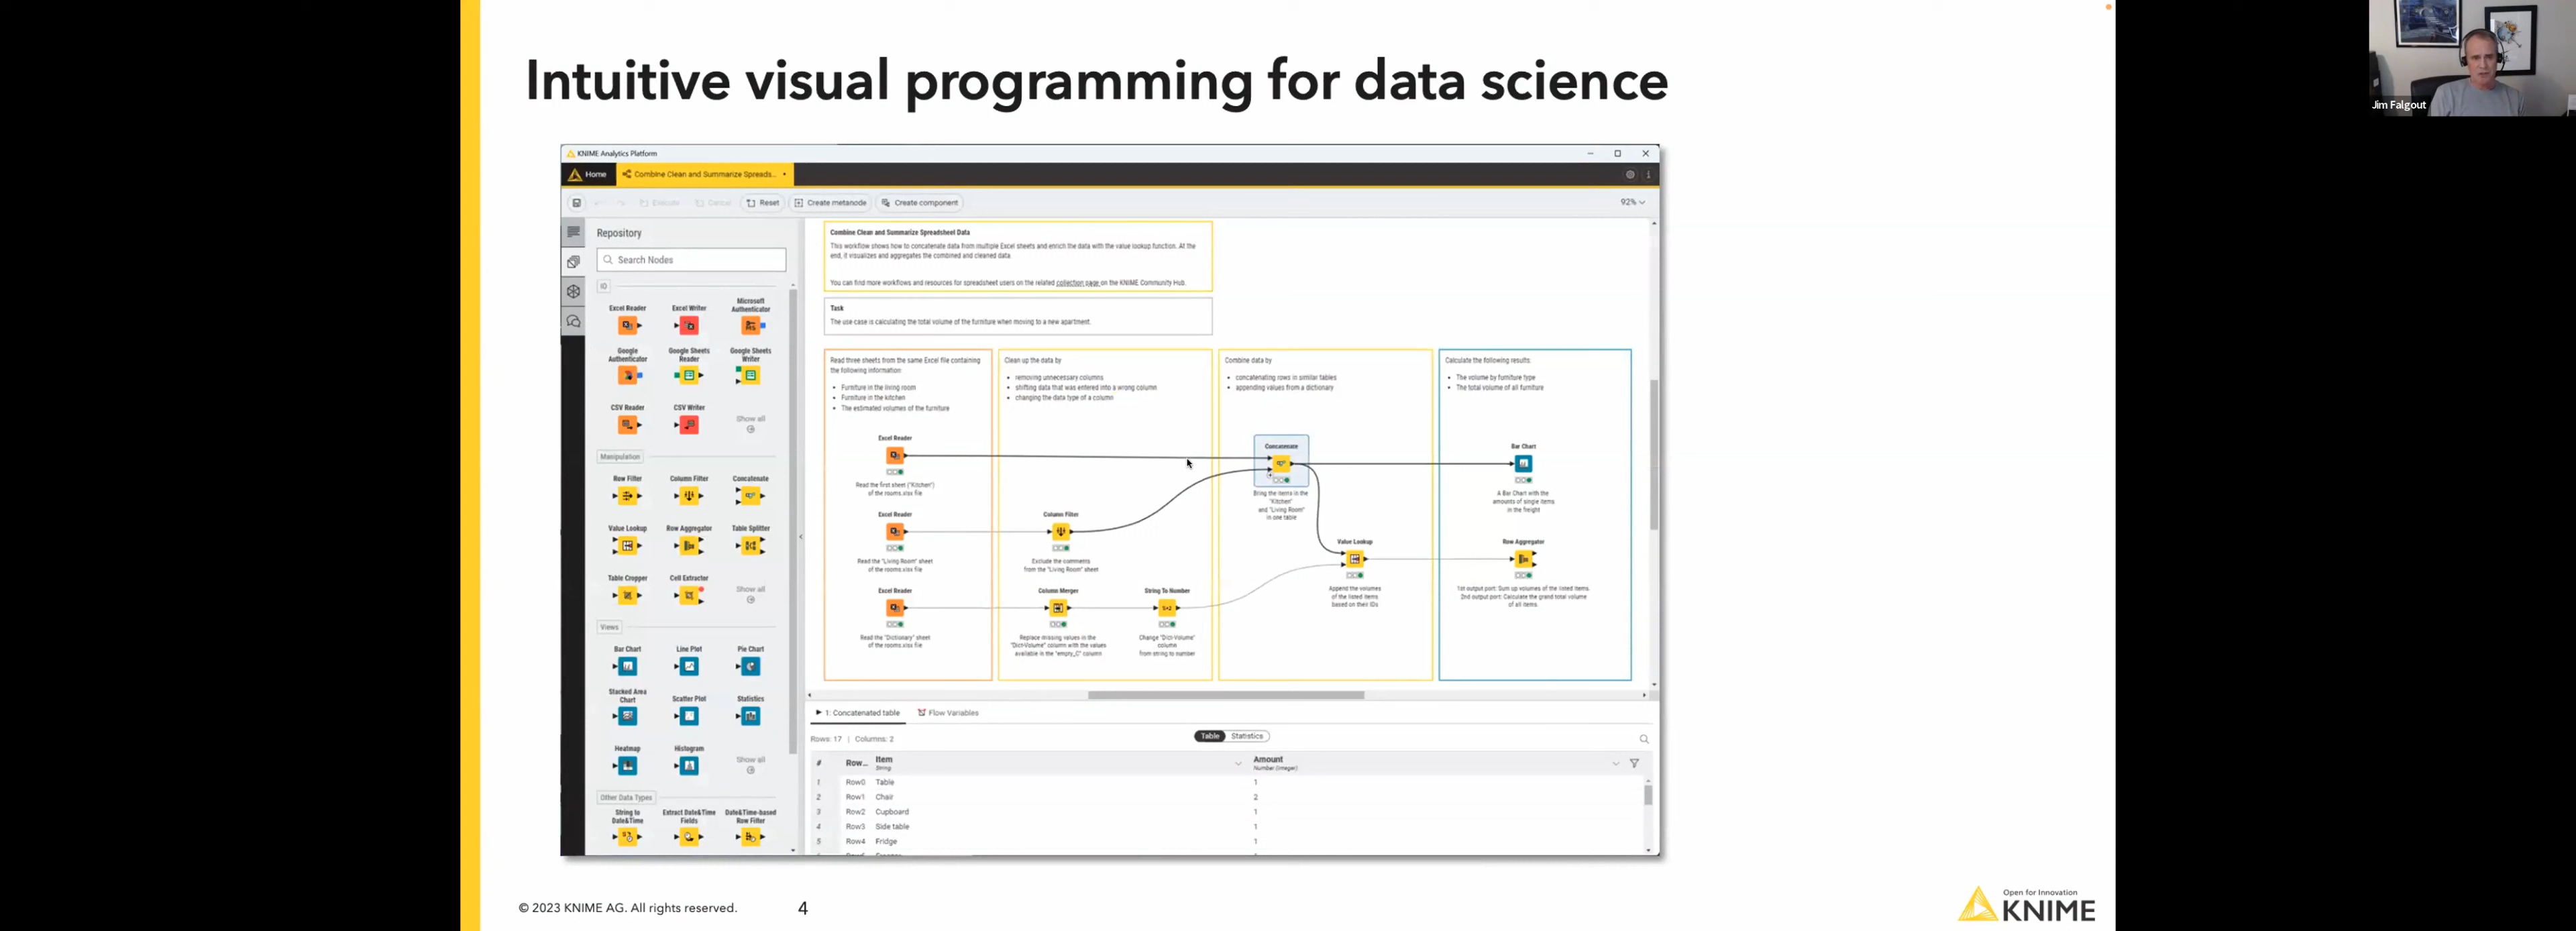 Intuitive visual programming for data science
Jim Falgout
KNIME Analytics Platform
Home
Combine Clean and Summarize Spreads...
Execute
Cancel
Reset
Create metanode
Create component
92%
Repository
Search Nodes
IO
Excel Reader
Excel Writer
Microsoft
Authenticator
Google
Authenticator
Google Sheets
Reader
Google Sheets
Writer
CSV Reader
CSV Writer
Show all
Manipulation
Row Filter
Column Filter
Concatenate
Value Lookup
Row Aggregator
Table Splitter
Table Cropper
Cell Extractor
Show all
Views
Bar Chart
Line Plot
Pie Chart
Stacked Area
Chart
Scatter Plot
Statistics
Heatmap
Histogram
Show all
Other Data Types
String to
Date&Time
Extract Date&Time
Fields
Date&Time-based
Row Filter
Combine Clean and Summarize Spreadsheet Data
This workflow shows how to concatenate data from multiple Excel sheets and enrich the data with the value lookup function. At the
end, it visualizes and aggregates the combined and cleaned data.
You can find more workflows and resources for spreadsheet users on the related collection page on the KNIME Community Hub.
Task
The use case is calculating the total volume of the furniture when moving to a new apartment.
Read three sheets from the same Excel file containing
the following information:
• Furniture in the living room
• Furniture in the kitchen
• The estimated volumes of the furniture
Clean up the data by
• removing unnecessary columns
• shifting data that was entered into a wrong column
• changing the data type of a column
Combine data by
• concatenating rows in similar tables
• appending values from a dictionary
Calculate the following results:
• The volume by furniture type
• The total volume of all furniture
Excel Reader
Read the first sheet ("Kitchen")
of the rooms.xlsx file
Excel Reader
Read the "Living Room" sheet
of the rooms.xlsx file
Excel Reader
Read the "Dictionary" sheet
of the rooms.xlsx file
Column Filter
Exclude the comments
from the "Living Room" sheet
Column Merger
Replace missing values in the
"Dict-Volume" column with the values
available in the "empty_C" column
String To Number
Change "Dict-Volume"
column
from string to number
Concatenate
Bring the items in the
"Kitchen"
and "Living Room"
in one table
Value Lookup
Append the volumes
of the listed items
based on their IDs
Bar Chart
A Bar Chart with the
amounts of single items
in the freight
Row Aggregator
1st output port: Sum up volumes of the listed items.
2nd output port: Calculate the grand total volume
of all items.
1: Concatenated table
Flow Variables
Rows: 17 | Columns: 2
Table
Statistics
# Row... Item Amount
String Number (integer)
1 Row0 Table 1
2 Row1 Chair 2
3 Row2 Cupboard 1
4 Row3 Side table 1
5 Row4 Fridge 1
© 2023 KNIME AG. All rights reserved.
4
Open for Innovation
KNIME